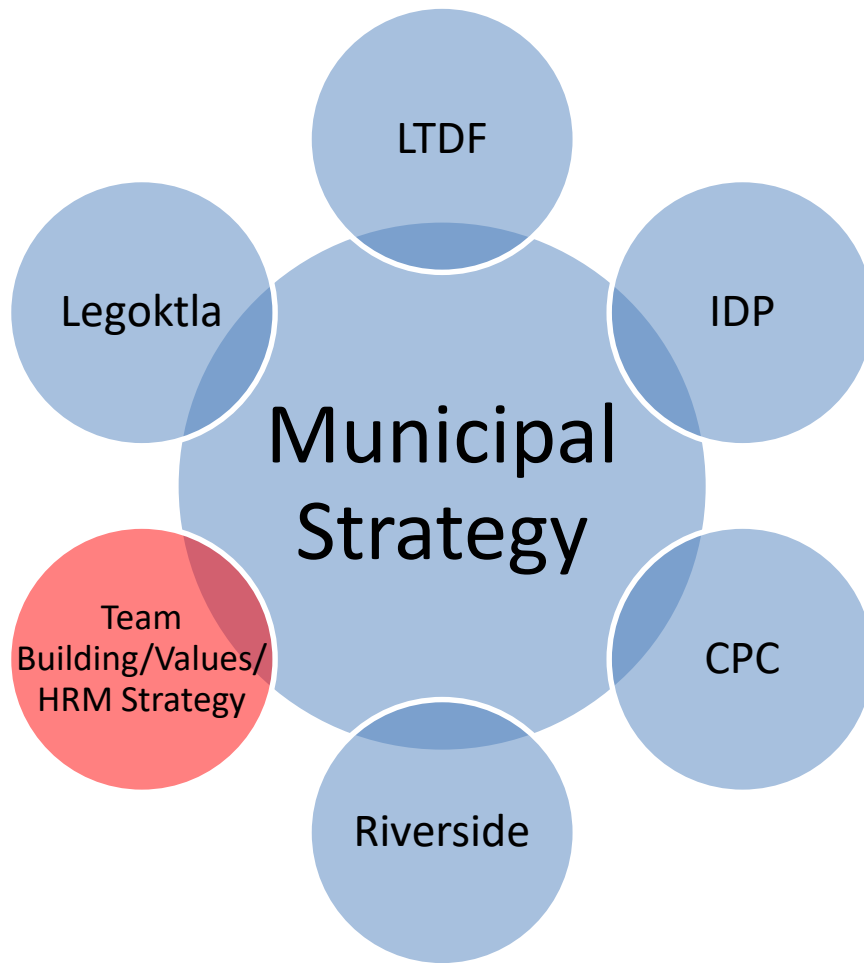 LTDF
Legoktla
IDP
Municipal
Strategy
Team
Building/Values/
HRM Strategy
CPC
Riverside